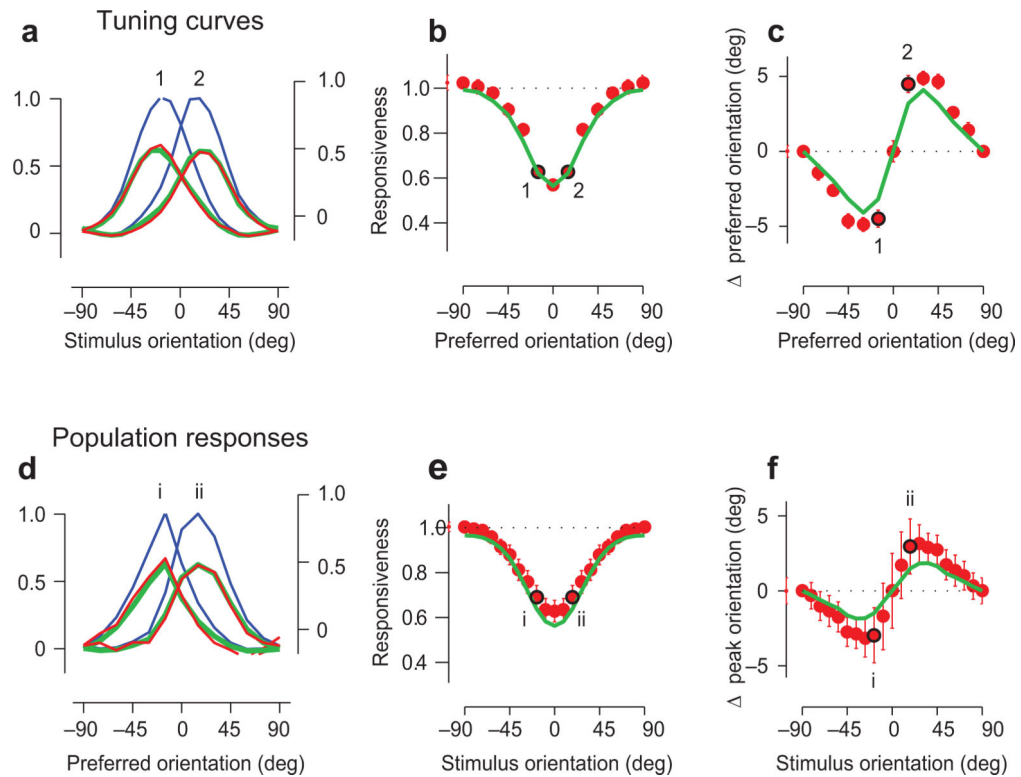 a
Tuning curves
1 2
1.0
0.5
0
1.0
0.5
0
–90 –45 0 45 90
Stimulus orientation (deg)
b
Responsiveness
1.0
0.8
0.6
0.4
1 2
–90 –45 0 45 90
Preferred orientation (deg)
c
Δ preferred orientation (deg)
5
0
–5
2
1
–90 –45 0 45 90
Preferred orientation (deg)
Population responses
d
i ii
1.0
0.5
0
1.0
0.5
0
–90 –45 0 45 90
Preferred orientation (deg)
e
Responsiveness
1.0
0.8
0.6
0.4
i ii
–90 –45 0 45 90
Stimulus orientation (deg)
f
Δ peak orientation (deg)
5
0
–5
ii
i
–90 –45 0 45 90
Stimulus orientation (deg)